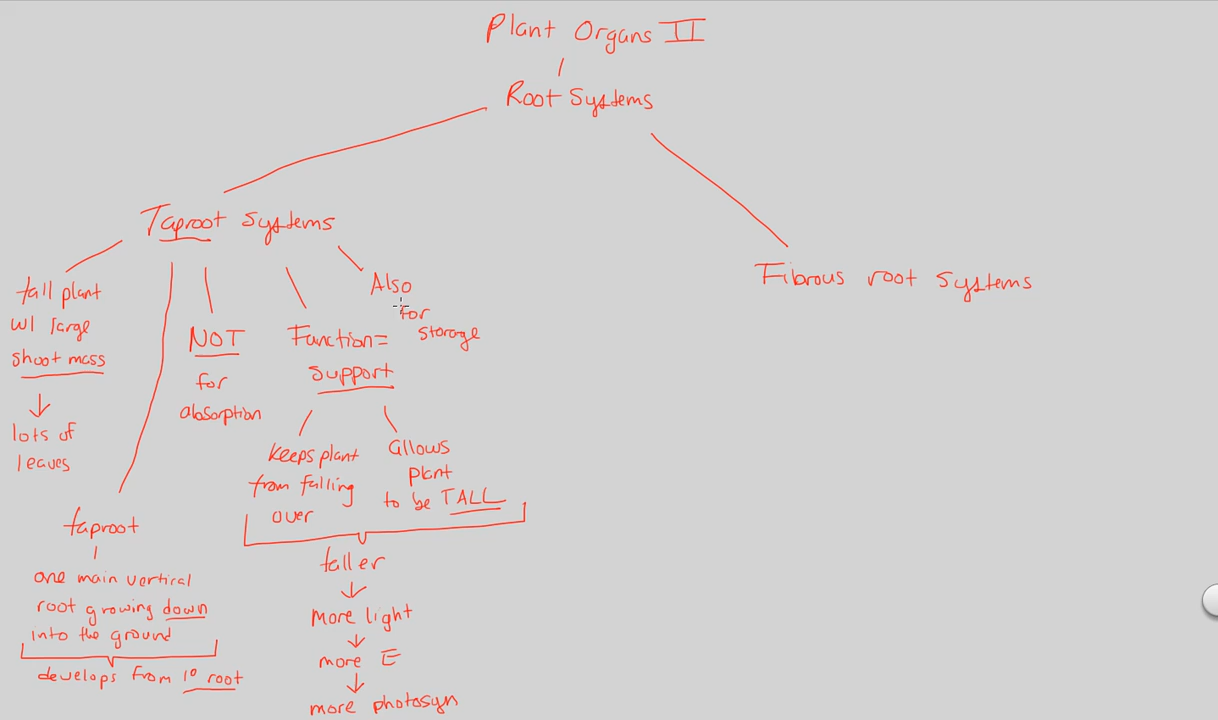 Plant Organs II
Root Systems
Taproot systems
tall plant
w/ large
shoot mass
lots of
leaves
taproot
one main vertical
root growing down
into the ground
develops from 1° root
NOT
for
absorption
Function=
support
keeps plant
from falling
over
allows
plant
to be TALL
taller
more light
more E
more photosyn
Also
for
storage
Fibrous root systems